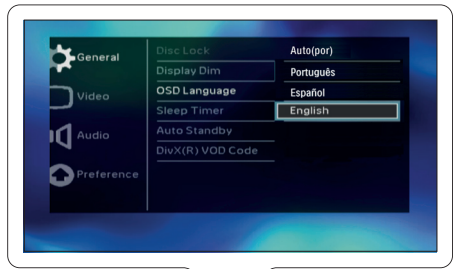 General
Video
Audio
Preference
Disc Lock
Display Dim
OSD Language
Sleep Timer
Auto Standby
DivX(R) VOD Code
Auto(por)
Português
Español
English